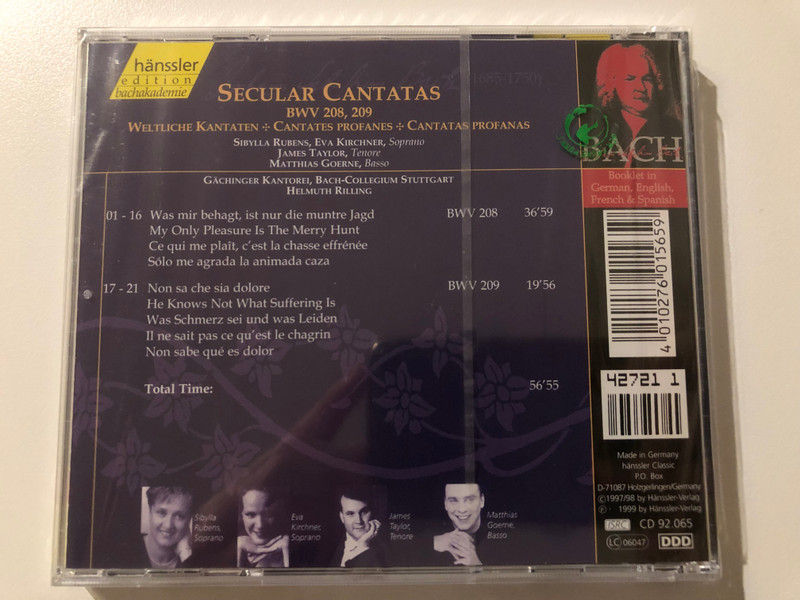 hänssler
edition
bachakademie
(1685-1750)
SECULAR CANTATAS
BWV 208, 209
WELTLICHE KANTATEN + CANTATES PROFANES + CANTATAS PROFANAS
SIBYLLA RUBENS, EVA KIRCHNER, Soprano
JAMES TAYLOR, Tenore
MATTHIAS GOERNE, Basso
GÄCHINGER KANTOREI, BACH-COLLEGIUM STUTTGART
HELMUTH RILLING
01 - 16 Was mir behagt, ist nur die muntre Jagd BWV 208 36'59
My Only Pleasure Is The Merry Hunt
Ce qui me plaît, c'est la chasse effrénée
Sólo me agrada la animada caza
17 - 21 Non sa che sia dolore BWV 209 19'56
He Knows Not What Suffering Is
Was Schmerz sei und was Leiden
Il ne sait pas ce qu'est le chagrin
Non sabe qué es dolor
Total Time: 56'55
Sibylla
Rubens,
Soprano
Eva
Kirchner,
Soprano
James
Taylor,
Tenore
Matthias
Goerne,
Basso
BACH
Booklet in
German, English,
French & Spanish
4 010276 015659
42721 1
Made in Germany
hänssler Classic
P.O. Box
D-71087 Holzgerlingen/Germany
©1997/98 by Hänssler-Verlag
℗ 1999 by Hänssler-Verlag
ISRC CD 92.065
LC 06047 DDD